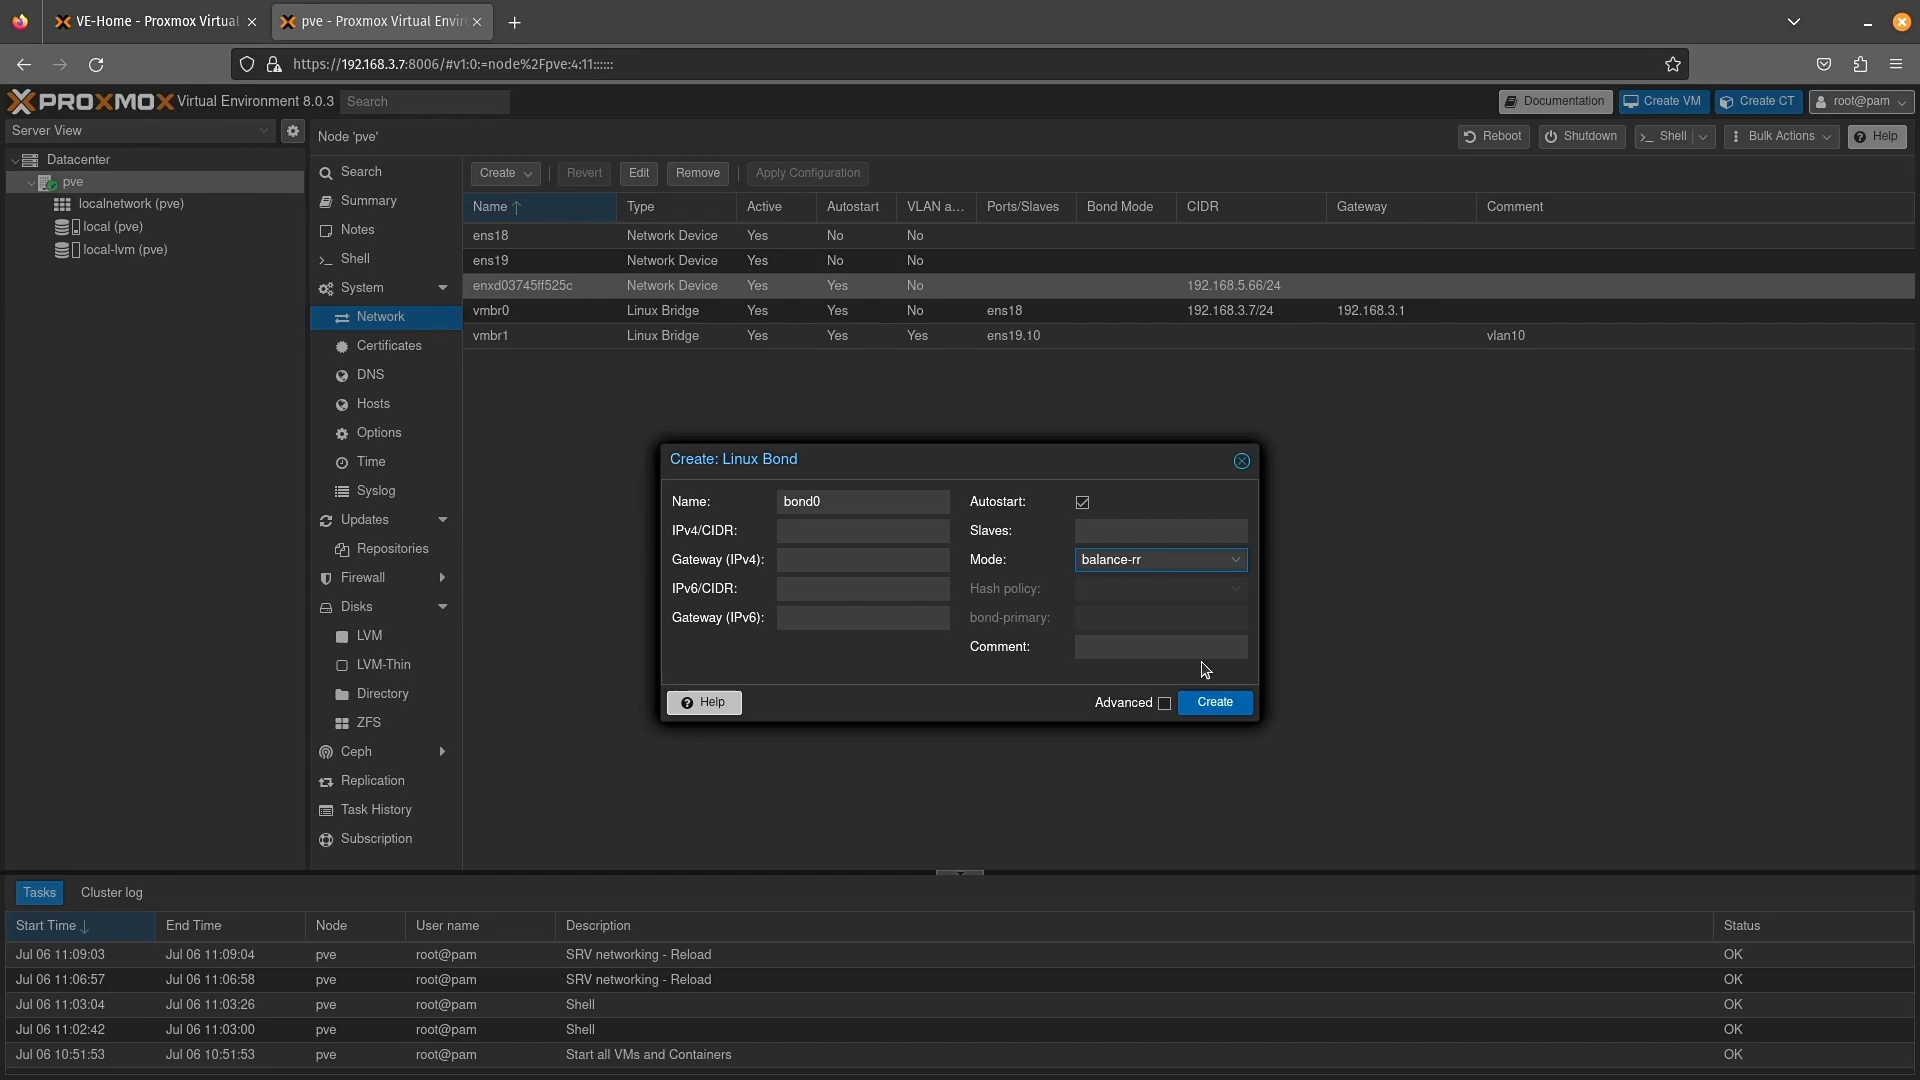 VE-Home - Proxmox Virtual
pve - Proxmox Virtual Envir
https://192.168.3.7:8006/#v1:0:=node%2Fpve:4:11::::::
PROXMOX Virtual Environment 8.0.3
Search
Documentation
Create VM
Create CT
root@pam
Server View
Node 'pve'
Reboot
Shutdown
Shell
Bulk Actions
Help
Datacenter
pve
localnetwork (pve)
local (pve)
local-lvm (pve)
Search
Summary
Notes
Shell
System
Network
Certificates
DNS
Hosts
Options
Time
Syslog
Updates
Repositories
Firewall
Disks
LVM
LVM-Thin
Directory
ZFS
Ceph
Replication
Task History
Subscription
Create
Revert
Edit
Remove
Apply Configuration
Name Type Active Autostart VLAN a... Ports/Slaves Bond Mode CIDR Gateway Comment
ens18 Network Device Yes No No
ens19 Network Device Yes No No
enxd03745ff525c Network Device Yes Yes No 192.168.5.66/24
vmbr0 Linux Bridge Yes Yes No ens18 192.168.3.7/24 192.168.3.1
vmbr1 Linux Bridge Yes Yes Yes ens19.10 vlan10
Create: Linux Bond
Name: bond0
IPv4/CIDR:
Gateway (IPv4):
IPv6/CIDR:
Gateway (IPv6):
Autostart:
Slaves:
Mode: balance-rr
Hash policy:
bond-primary:
Comment:
Help
Advanced
Create
Tasks
Cluster log
Start Time End Time Node User name Description Status
Jul 06 11:09:03 Jul 06 11:09:04 pve root@pam SRV networking - Reload OK
Jul 06 11:06:57 Jul 06 11:06:58 pve root@pam SRV networking - Reload OK
Jul 06 11:03:04 Jul 06 11:03:26 pve root@pam Shell OK
Jul 06 11:02:42 Jul 06 11:03:00 pve root@pam Shell OK
Jul 06 10:51:53 Jul 06 10:51:53 pve root@pam Start all VMs and Containers OK